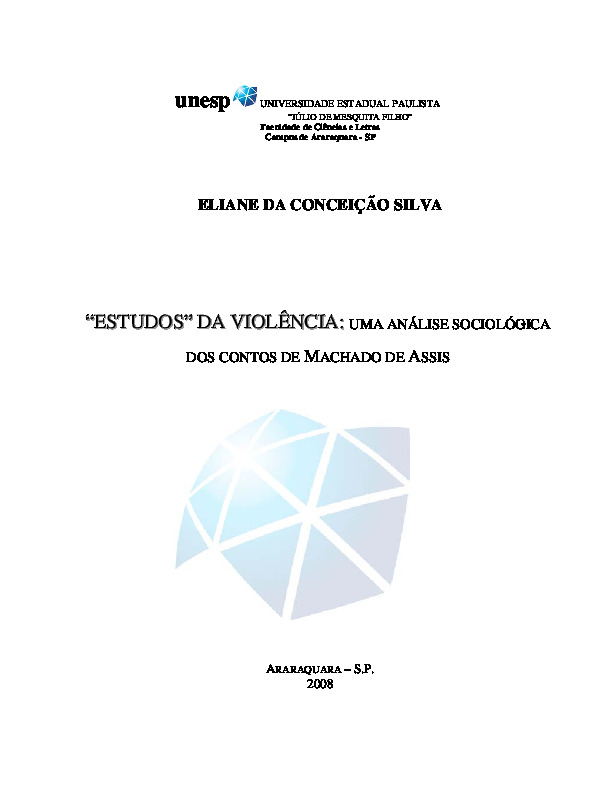 unesp UNIVERSIDADE ESTADUAL PAULISTA
"JÚLIO DE MESQUITA FILHO"
Faculdade de Ciências e Letras
Campus de Araraquara - SP
ELIANE DA CONCEIÇÃO SILVA
“ESTUDOS” DA VIOLÊNCIA: UMA ANÁLISE SOCIOLÓGICA
DOS CONTOS DE MACHADO DE ASSIS
ARARAQUARA – S.P.
2008